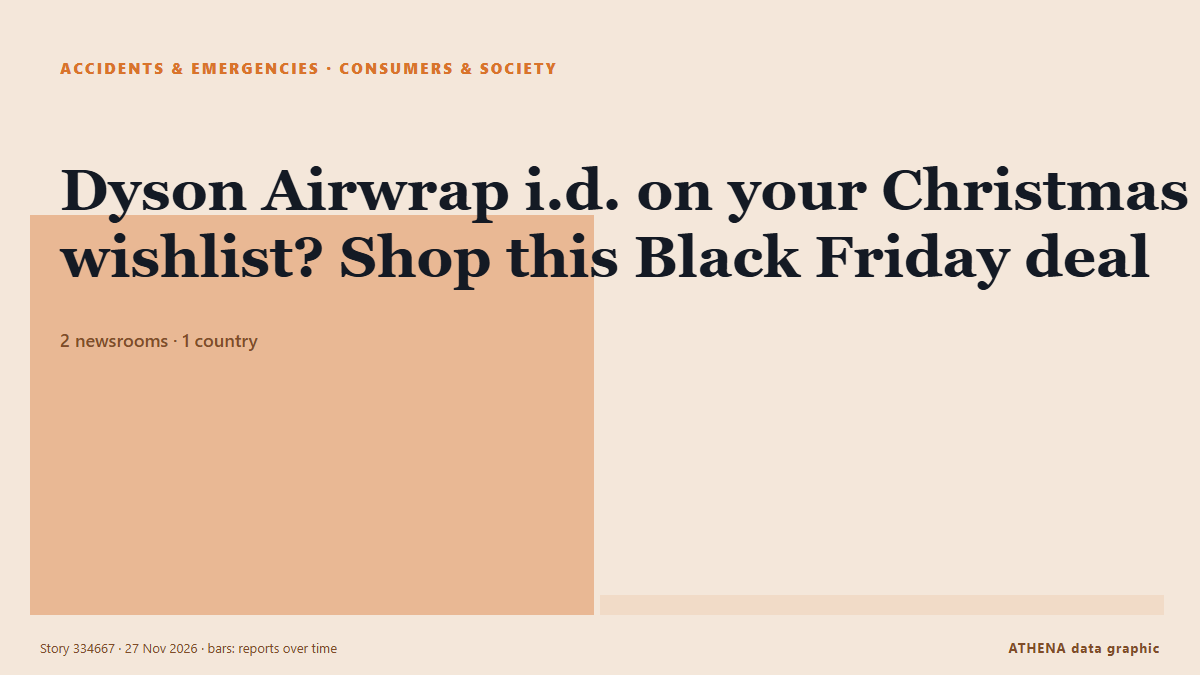 ACCIDENTS & EMERGENCIES · CONSUMERS & SOCIETY
Dyson Airwrap i.d. on your Christmas
wishlist? Shop this Black Friday deal
2 newsrooms · 1 country
Story 334667 · 27 Nov 2026 · bars: reports over time
ATHENA data graphic